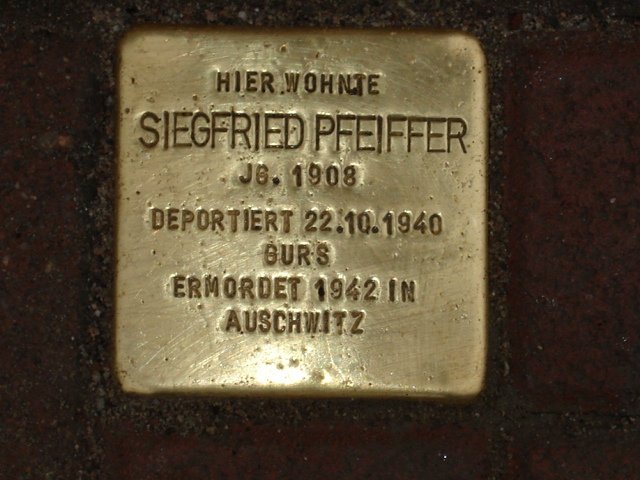 HIER WOHNTE
SIEGFRIED PFEIFFER
JG. 1908
DEPORTIERT 22.10.1940
GURS
ERMORDET 1942 IN
AUSCHWITZ